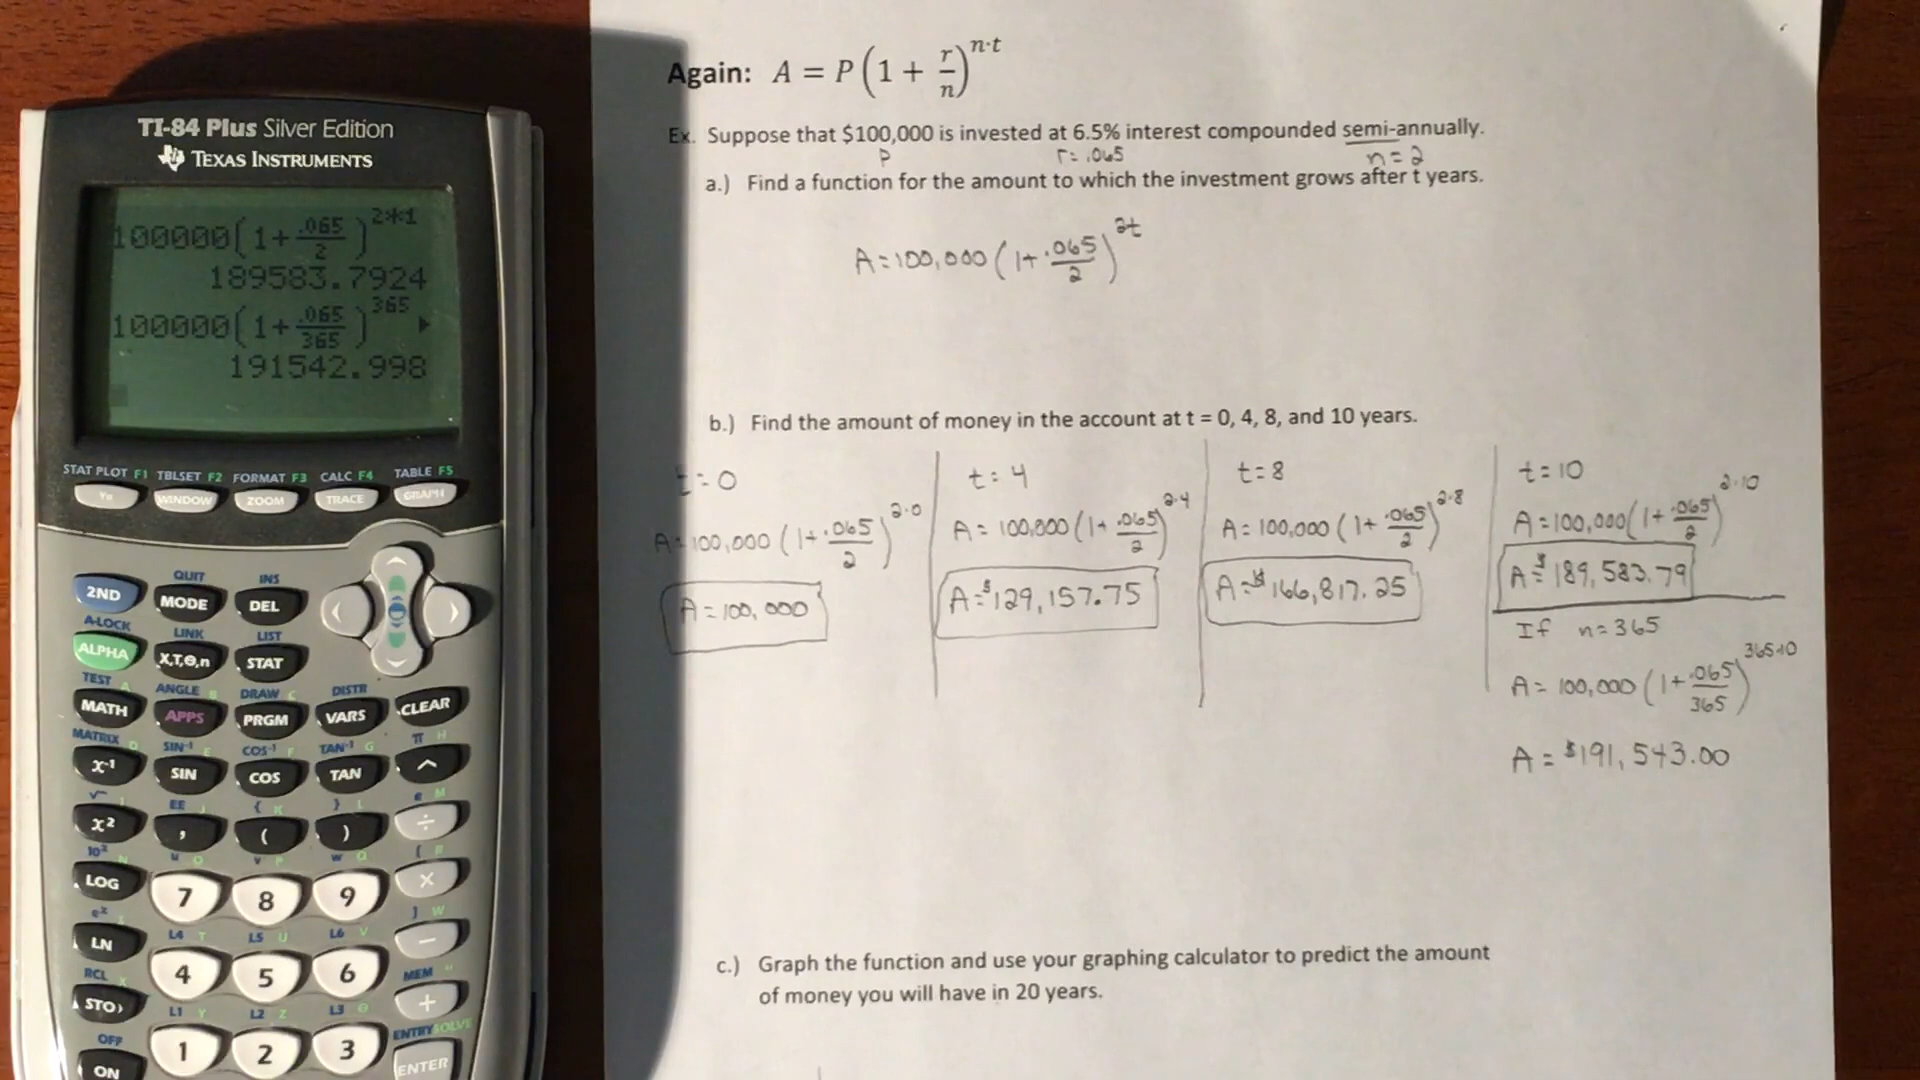 Again: A = P(1 + r/n)^n·t
Ex. Suppose that $100,000 is invested at 6.5% interest compounded semi-annually.
P r=.065 n=2
a.) Find a function for the amount to which the investment grows after t years.
A=100,000(1+.065/2)^2t
b.) Find the amount of money in the account at t = 0, 4, 8, and 10 years.
t=0
A=100,000(1+.065/2)^2·0
A=100,000
t=4
A=100,000(1+.065/2)^2·4
A=$129,157.75
t=8
A=100,000(1+.065/2)^2·8
A=$166,817.25
t=10
A=100,000(1+.065/2)^2·10
A=$189,583.79
If n=365
A=100,000(1+.065/365)^365·10
A=$191,543.00
c.) Graph the function and use your graphing calculator to predict the amount
of money you will have in 20 years.
TI-84 Plus Silver Edition
TEXAS INSTRUMENTS
100000(1+.065/2)^2*1
189583.7924
100000(1+.065/365)^365
191542.998
STAT PLOT F1 TBLSET F2 FORMAT F3 CALC F4 TABLE F5
Y= WINDOW ZOOM TRACE GRAPH
QUIT INS
2ND MODE DEL
A-LOCK LINK LIST
ALPHA X,T,θ,n STAT
TEST A ANGLE B DRAW C DISTR
MATH APPS PRGM VARS CLEAR
MATRIX D SIN-1 E COS-1 F TAN-1 G π H
x-1 SIN COS TAN ^
√ I EE J { K } L e M
x2 , ( ) ÷
10x N u O v P w Q [ R
LOG 7 8 9 ×
ex S L4 T L5 U L6 V ] W
LN 4 5 6 −
RCL X L1 Y L2 Z L3 θ MEM "
STO› 1 2 3 +
OFF ENTRY SOLVE
ON ENTER